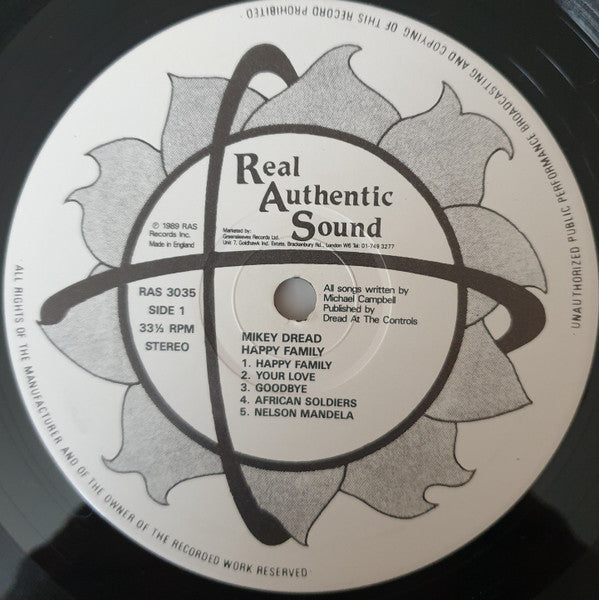 Real
Authentic
Sound
Marketed by:
Greensleeves Records Ltd.
Unit 7, Goldhawk Ind. Estate, Brackenbury Rd., London W6 Tel: 01-749 3277
℗ 1989 RAS
Records Inc.
Made in England
RAS 3035
SIDE 1
33⅓ RPM
STEREO
All songs written by
Michael Campbell
Published by
Dread At The Controls
MIKEY DREAD
HAPPY FAMILY
1. HAPPY FAMILY
2. YOUR LOVE
3. GOODBYE
4. AFRICAN SOLDIERS
5. NELSON MANDELA
· ALL RIGHTS OF THE MANUFACTURER AND OF THE OWNER OF THE RECORDED WORK RESERVED ·
· UNAUTHORIZED PUBLIC PERFORMANCE BROADCASTING AND COPYING OF THIS RECORD PROHIBITED ·